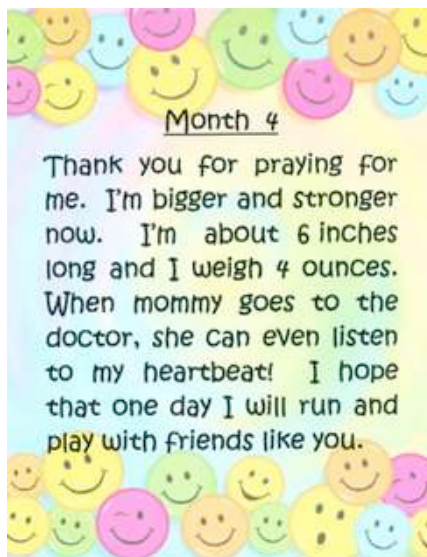 Month 4
Thank you for praying for
me. I'm bigger and stronger
now. I'm about 6 inches
long and I weigh 4 ounces.
When mommy goes to the
doctor, she can even listen
to my heartbeat! I hope
that one day I will run and
play with friends like you.